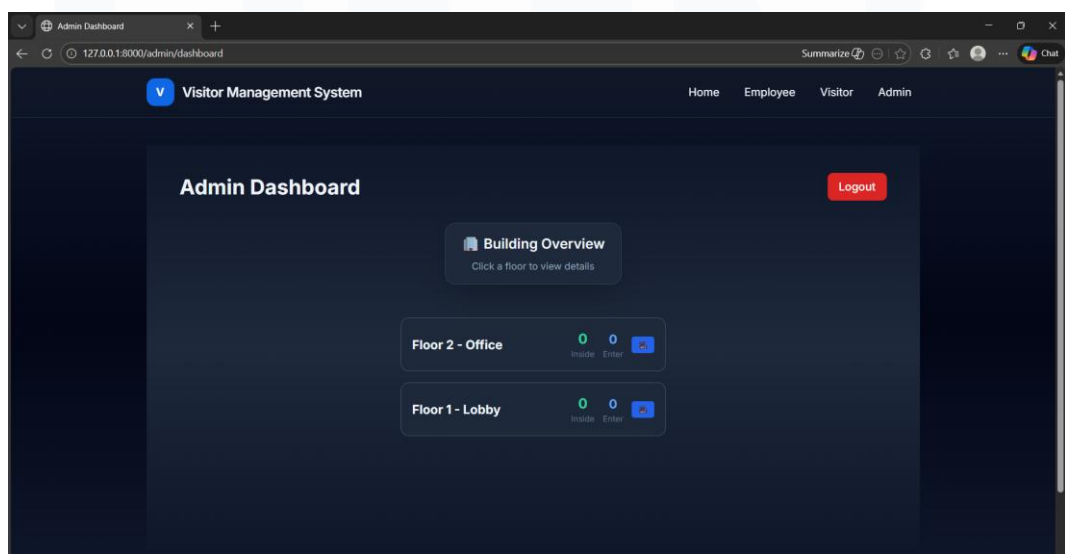 Admin Dashboard
127.0.0.1:8000/admin/dashboard
Summarize
Chat
V
Visitor Management System
Home
Employee
Visitor
Admin
Admin Dashboard
Logout
Building Overview
Click a floor to view details
Floor 2 - Office
0 0
Inside Enter
Floor 1 - Lobby
0 0
Inside Enter